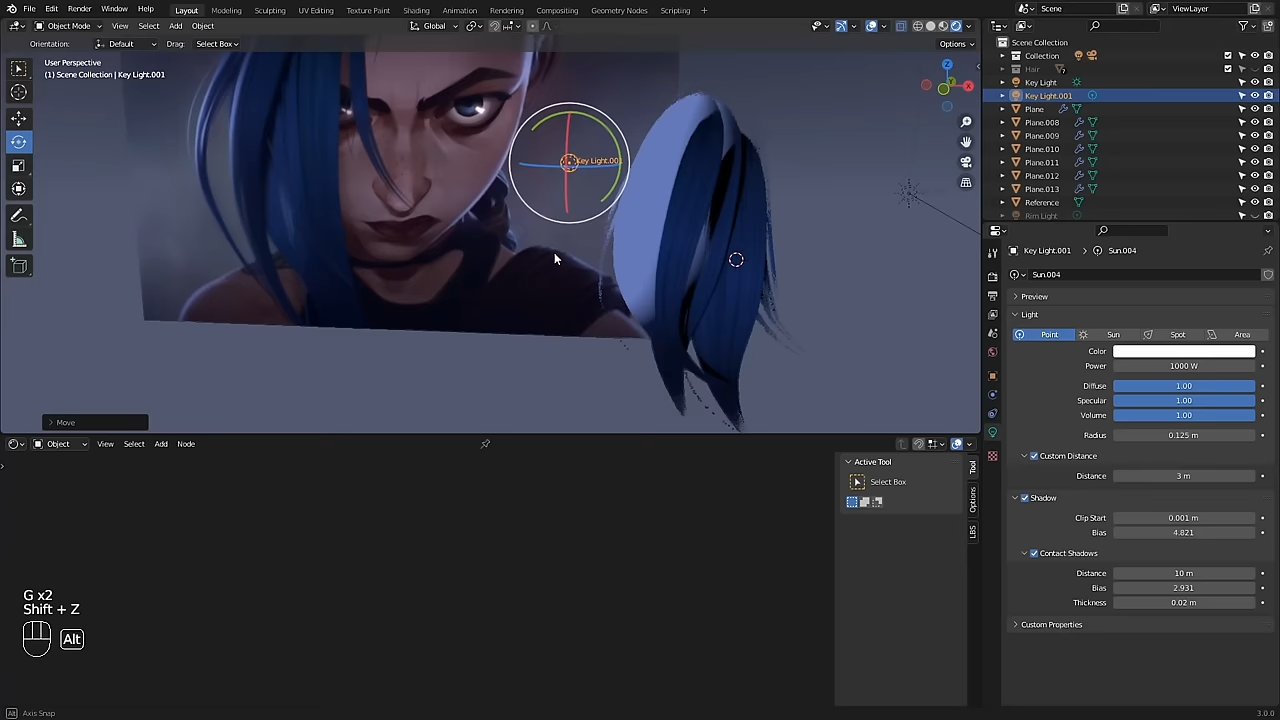 File Edit Render Window Help Layout Modeling Sculpting UV Editing Texture Paint Shading Animation Rendering Compositing Geometry Nodes Scripting + Scene ViewLayer
Object Mode View Select Add Object Global
Orientation: Default Drag: Select Box Options
User Perspective
(1) Scene Collection | Key Light.001
Key Light.001
Move
Object View Select Add Node
Active Tool
Select Box
Tool
Options
LBS
G x2
Shift + Z
Alt
Alt Axis Snap
3.0.0
Scene Collection
Collection
Hair
Key Light
Key Light.001
Plane
Plane.008
Plane.009
Plane.010
Plane.011
Plane.012
Plane.013
Reference
Rim Light
Key Light.001 Sun.004
Sun.004
Preview
Light
Point Sun Spot Area
Color
Power 1000 W
Diffuse 1.00
Specular 1.00
Volume 1.00
Radius 0.125 m
Custom Distance
Distance 3 m
Shadow
Clip Start 0.001 m
Bias 4.821
Contact Shadows
Distance 10 m
Bias 2.931
Thickness 0.02 m
Custom Properties